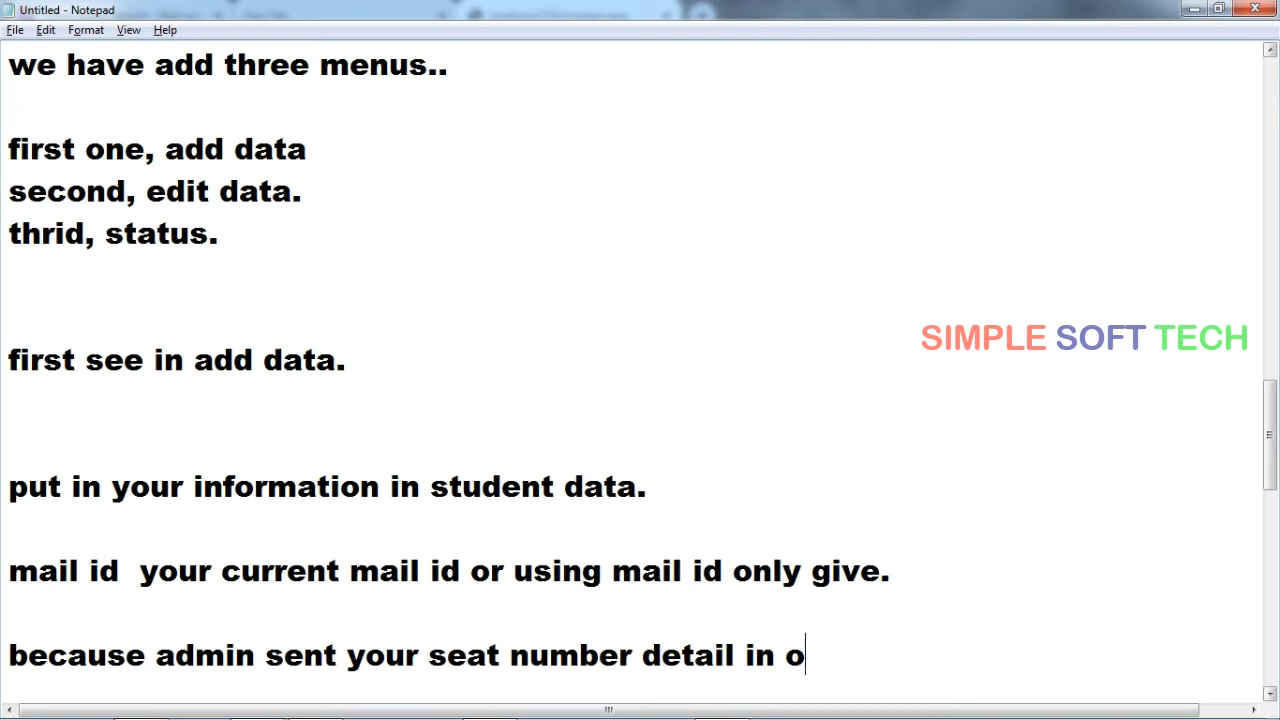 Untitled - Notepad
File Edit Format View Help
we have add three menus..
first one, add data
second, edit data.
thrid, status.
SIMPLE SOFT TECH
first see in add data.
put in your information in student data.
mail id  your current mail id or using mail id only give.
because admin sent your seat number detail in o